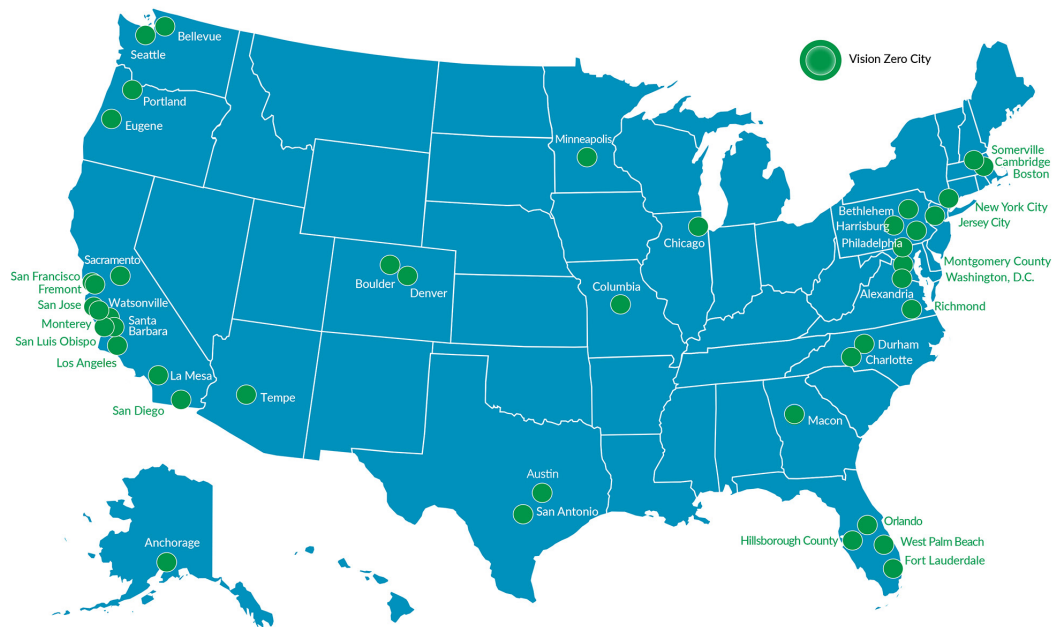 Bellevue
Seattle
Vision Zero City
Portland
Eugene
Minneapolis
Somerville
Cambridge
Boston
New York City
Bethlehem
Jersey City
Harrisburg
Philadelphia
Chicago
Sacramento
San Francisco
Fremont
Montgomery County
Washington, D.C.
Boulder
Denver
Columbia
Alexandria
San Jose
Watsonville
Richmond
Monterey
Santa
Barbara
San Luis Obispo
Durham
Charlotte
Los Angeles
La Mesa
Tempe
San Diego
Macon
Austin
San Antonio
Orlando
Hillsborough County
West Palm Beach
Fort Lauderdale
Anchorage